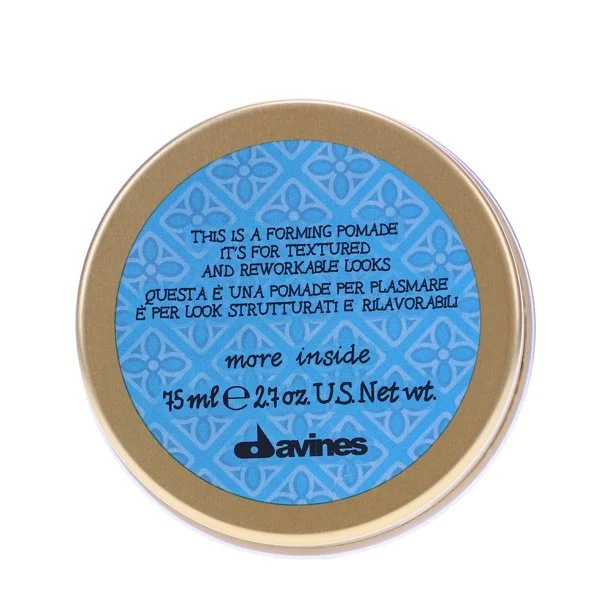 THIS IS A FORMING POMADE
IT'S FOR TEXTURED
AND REWORKABLE LOOKS
QUESTA È UNA POMADE PER PLASMARE
È PER LOOK STRUTTURATI E RILAVORABILI
more inside
75 ml ℮ 2.7 oz. U.S. Net wt.
davines